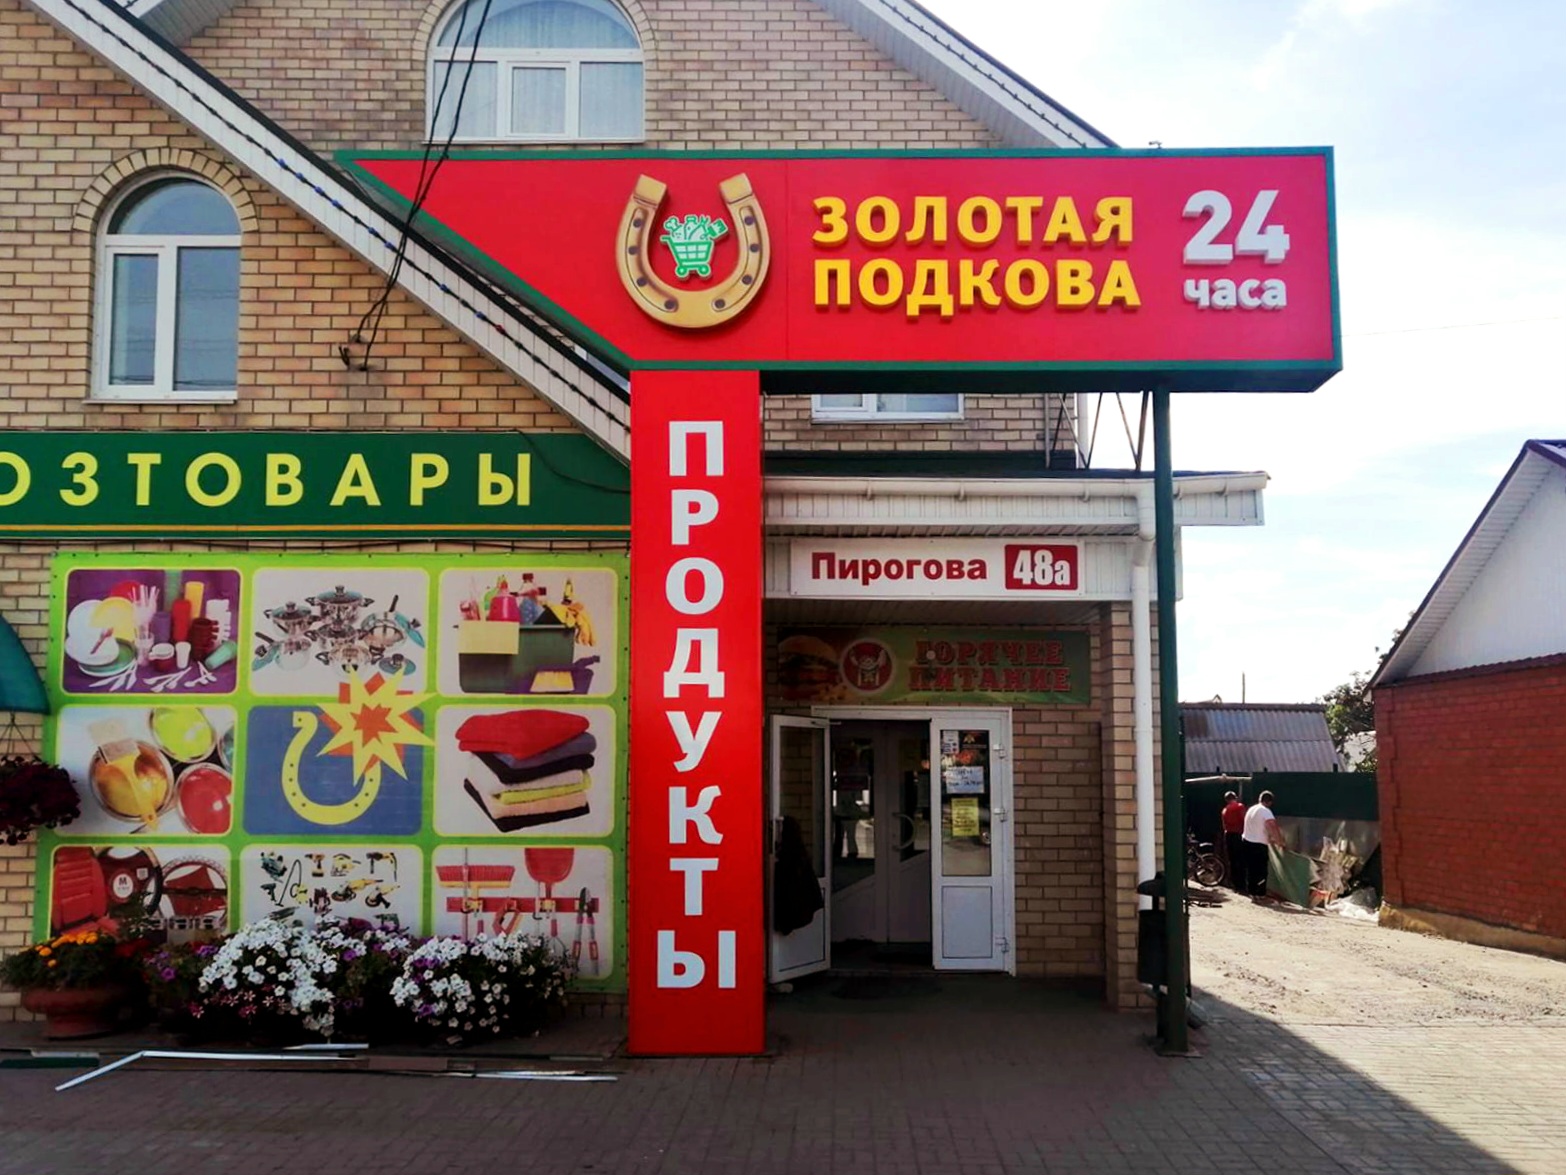 ЗОЛОТАЯ
ПОДКОВА
24
часа
ОЗТОВАРЫ
ПРОДУКТЫ
Пирогова 48а
ГОРЯЧЕЕ
ПИТАНИЕ